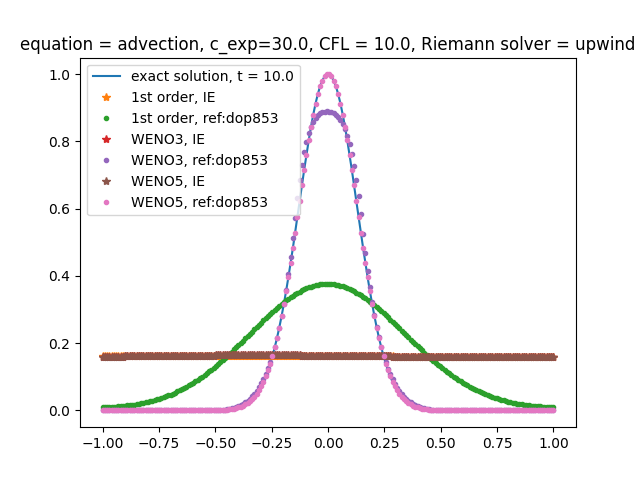 equation = advection, c_exp=30.0, CFL = 10.0, Riemann solver = upwind
exact solution, t = 10.0
1st order, IE
1st order, ref:dop853
WENO3, IE
WENO3, ref:dop853
WENO5, IE
WENO5, ref:dop853
1.0
0.8
0.6
0.4
0.2
0.0
−1.00 −0.75 −0.50 −0.25 0.00 0.25 0.50 0.75 1.00